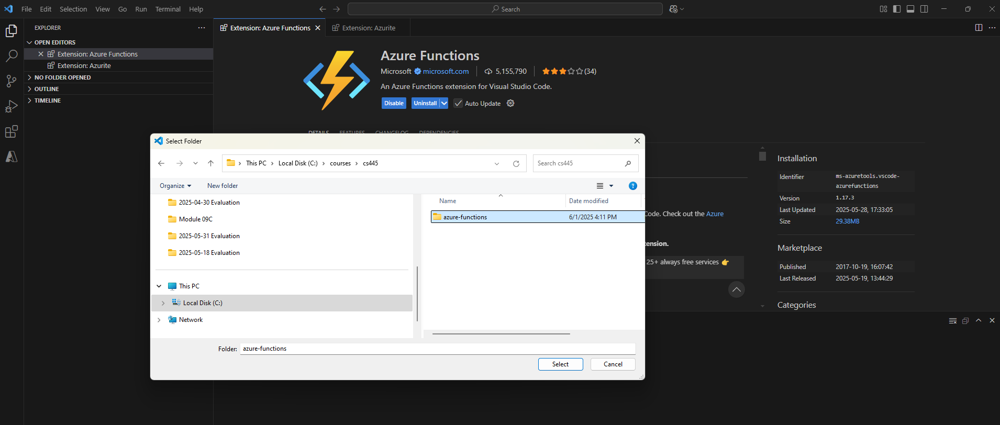 File Edit Selection View Go Run Terminal Help
Search
EXPLORER
OPEN EDITORS
Extension: Azure Functions
Extension: Azurite
NO FOLDER OPENED
OUTLINE
TIMELINE
Extension: Azure Functions
Extension: Azurite
Azure Functions
Microsoft microsoft.com 5,155,790 (34)
An Azure Functions extension for Visual Studio Code.
Disable Uninstall Auto Update
DETAILS FEATURES CHANGELOG DEPENDENCIES
Select Folder
This PC Local Disk (C:) courses cs445
Search cs445
Organize New folder
2025-04-30 Evaluation
Module 09C
2025-05-31 Evaluation
2025-05-18 Evaluation
This PC
Local Disk (C:)
Network
Name Date modified
azure-functions 6/1/2025 4:11 PM
Folder: azure-functions
Select Cancel
Code. Check out the Azure
tension.
25+ always free services
Installation
Identifier ms-azuretools.vscode-
azurefunctions
Version 1.17.3
Last Updated 2025-05-28, 17:33:05
Size 29.38MB
Marketplace
Published 2017-10-19, 16:07:42
Last Released 2025-05-19, 13:44:29
Categories